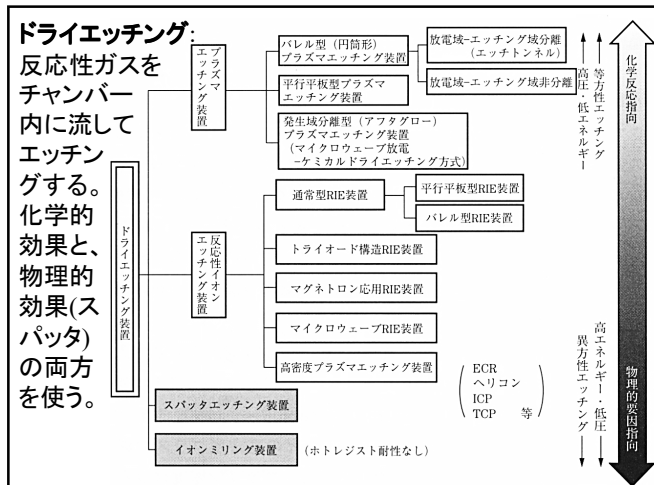 ドライエッチング:
反応性ガスを
チャンバー
内に流して
エッチン
グする。
化学的
効果と、
物理的
効果(ス
パッタ)
の両方
を使う。
ドライエッチング装置
プラズマ
エッチング装置
バレル型（円筒形）
プラズマエッチング装置
放電域−エッチング域分離
（エッチトンネル）
放電域−エッチング域非分離
平行平板型プラズマ
エッチング装置
発生域分離型（アフタグロー）
プラズマエッチング装置
（マイクロウェーブ放電
−ケミカルドライエッチング方式）
反応性イオン
エッチング装置
通常型RIE装置
平行平板型RIE装置
バレル型RIE装置
トライオード構造RIE装置
マグネトロン応用RIE装置
マイクロウェーブRIE装置
高密度プラズマエッチング装置
ECR
ヘリコン
ICP
TCP 等
スパッタエッチング装置
イオンミリング装置
（ホトレジスト耐性なし）
高圧・低エネルギー
等方性エッチング
化学反応指向
異方性エッチング
高エネルギー・低圧
物理的要因指向